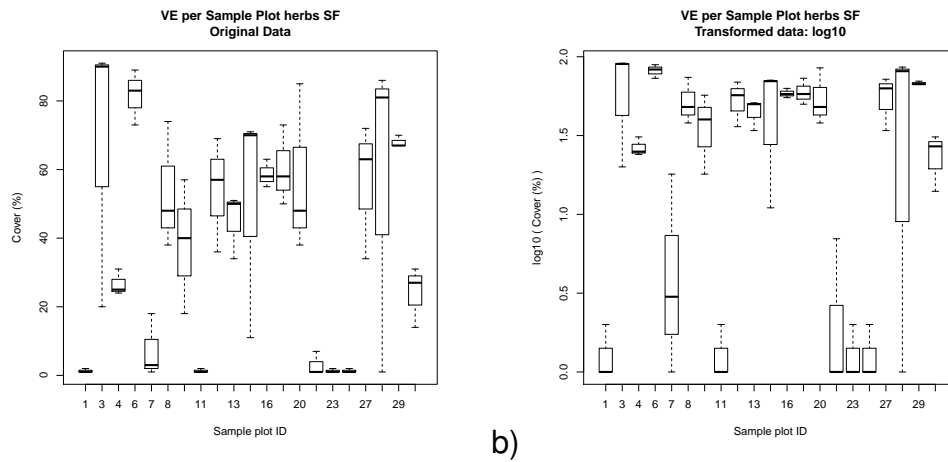 VE per Sample Plot herbs SF
Original Data
Cover (%)
80
60
40
20
0
1 3 4 6 7 8 11 13 16 20 23 27 29
Sample plot ID
b)
VE per Sample Plot herbs SF
Transformed data: log10
log10 ( Cover (%) )
2.0
1.5
1.0
0.5
0.0
1 3 4 6 7 8 11 13 16 20 23 27 29
Sample plot ID